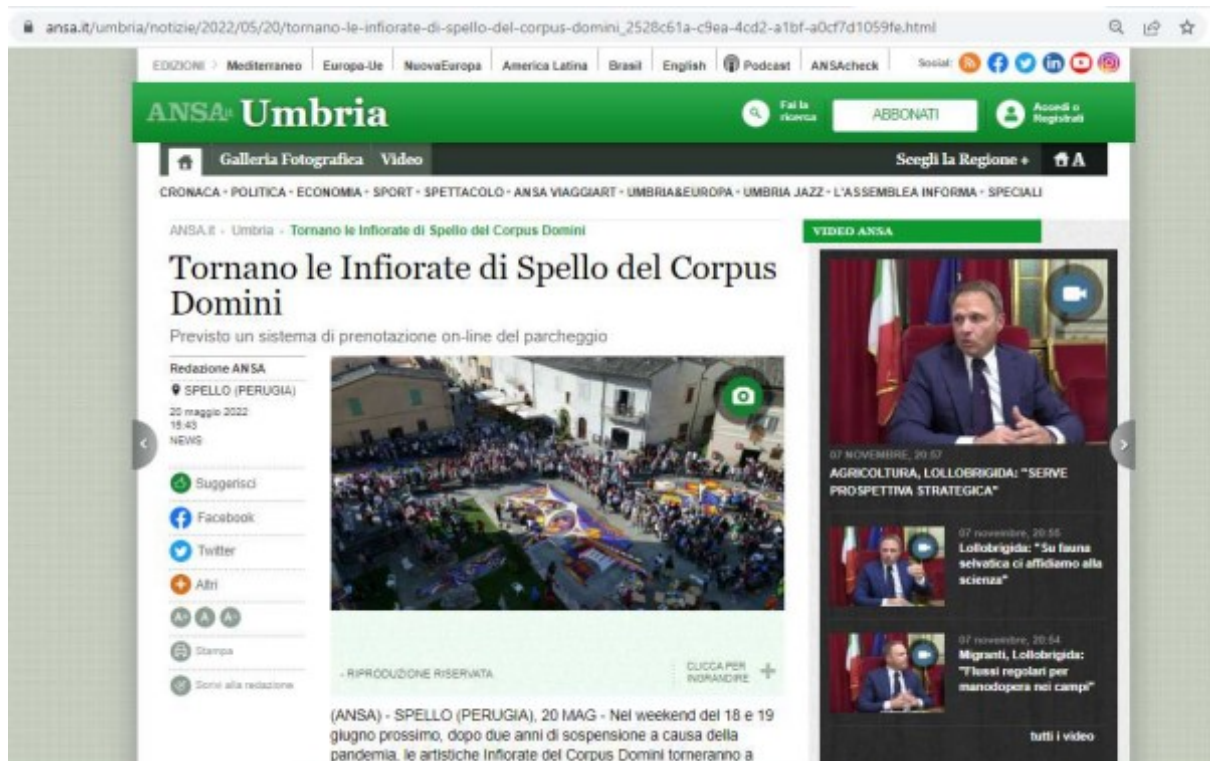 ansa.it/umbria/notizie/2022/05/20/tornano-le-infiorate-di-spello-del-corpus-domini_2528c61a-c9ea-4cd2-a1bf-a0cf7d1059fe.html
EDIZIONI > Mediterraneo Europa-Ue NuovaEuropa America Latina Brasil English Podcast ANSAcheck Social:
ANSA.it Umbria
Fai la
ricerca
ABBONATI
Accedi o
Registrati
Galleria Fotografica Video Scegli la Regione + A
CRONACA • POLITICA • ECONOMIA • SPORT • SPETTACOLO • ANSA VIAGGIART • UMBRIA&EUROPA • UMBRIA JAZZ • L'ASSEMBLEA INFORMA • SPECIALI
ANSA.it Umbria Tornano le Infiorate di Spello del Corpus Domini
Tornano le Infiorate di Spello del Corpus
Domini
Previsto un sistema di prenotazione on-line del parcheggio
Redazione ANSA
SPELLO (PERUGIA)
20 maggio 2022
NEWS
Suggerisci
Facebook
Twitter
Altri
A+ A A-
Stampa
Scrivi alla redazione
- RIPRODUZIONE RISERVATA
CLICCA PER
INGRANDIRE +
(ANSA) - SPELLO (PERUGIA), 20 MAG - Nel weekend del 18 e 19
giugno prossimo, dopo due anni di sospensione a causa della
pandemia, le artistiche Infiorate del Corpus Domini torneranno a
VIDEO ANSA
07 NOVEMBRE, 20:57
AGRICOLTURA, LOLLOBRIGIDA: "SERVE
PROSPETTIVA STRATEGICA"
07 novembre, 20:55
Lollobrigida: "Su fauna
selvatica ci affidiamo alla
scienza"
07 novembre, 20:54
Migranti, Lollobrigida:
"Flussi regolari per
manodopera nei campi"
tutti i video